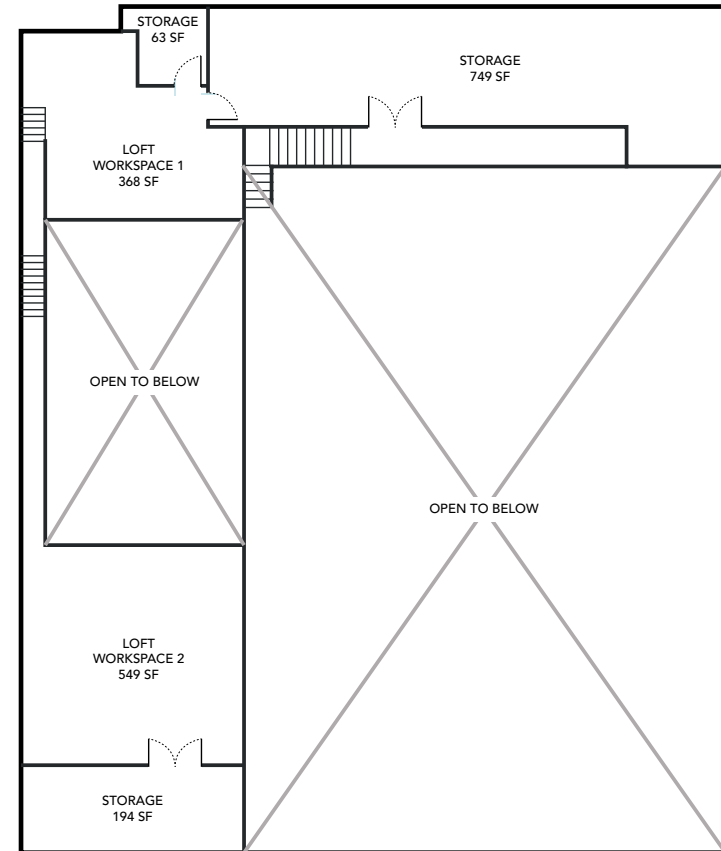 STORAGE
63 SF
STORAGE
749 SF
LOFT
WORKSPACE 1
368 SF
OPEN TO BELOW
OPEN TO BELOW
LOFT
WORKSPACE 2
549 SF
STORAGE
194 SF